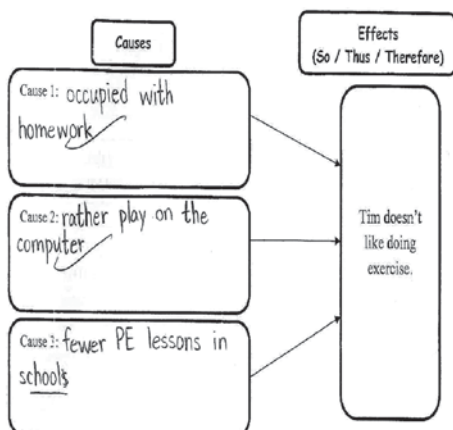 Causes
Effects
(So / Thus / Therefore)
Cause 1: occupied with
homework
Cause 2: rather play on the
computer
Cause 3: fewer PE lessons in
schools
Tim doesn't
like doing
exercise.